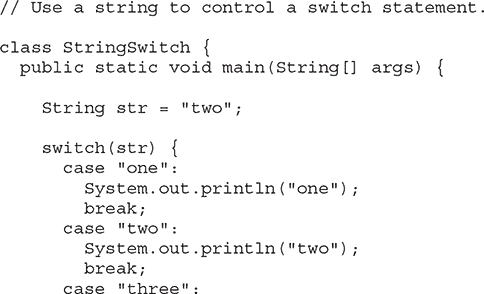 // Use a string to control a switch statement.
class StringSwitch {
  public static void main(String[] args) {
    String str = "two";
    switch(str) {
      case "one":
        System.out.println("one");
        break;
      case "two":
        System.out.println("two");
        break;
      case "three":